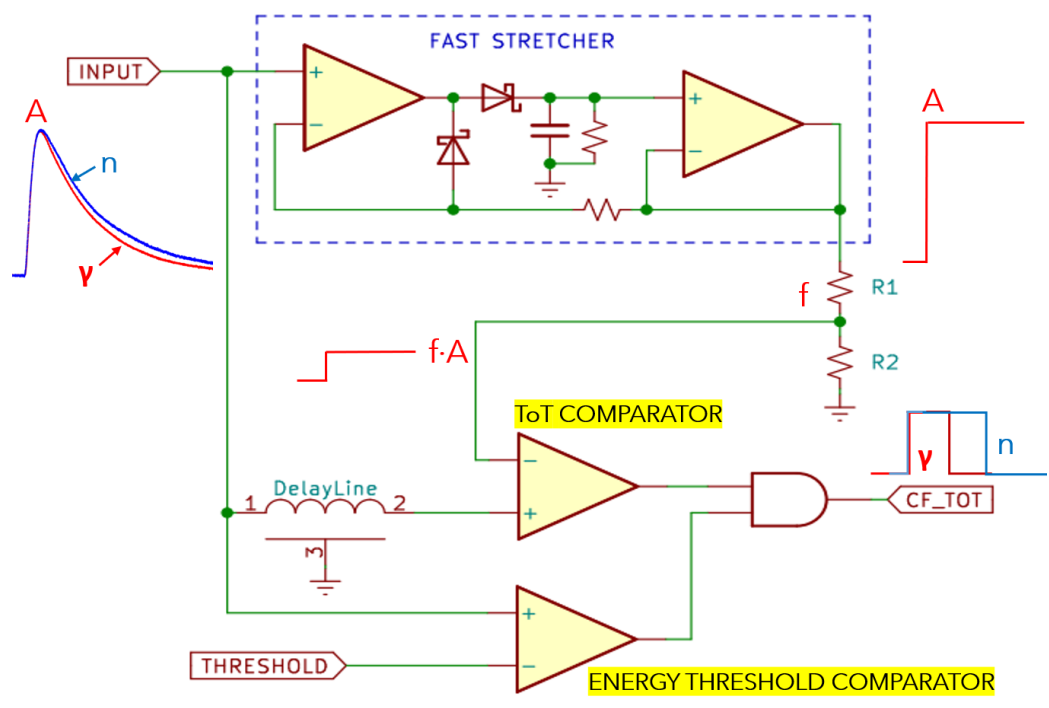 FAST STRETCHER
INPUT
+
−
+
−
A
n
γ
A
f
R1
R2
f·A
ToT COMPARATOR
−
+
1
DelayLine
2
3
γ
n
CF_TOT
+
−
THRESHOLD
ENERGY THRESHOLD COMPARATOR